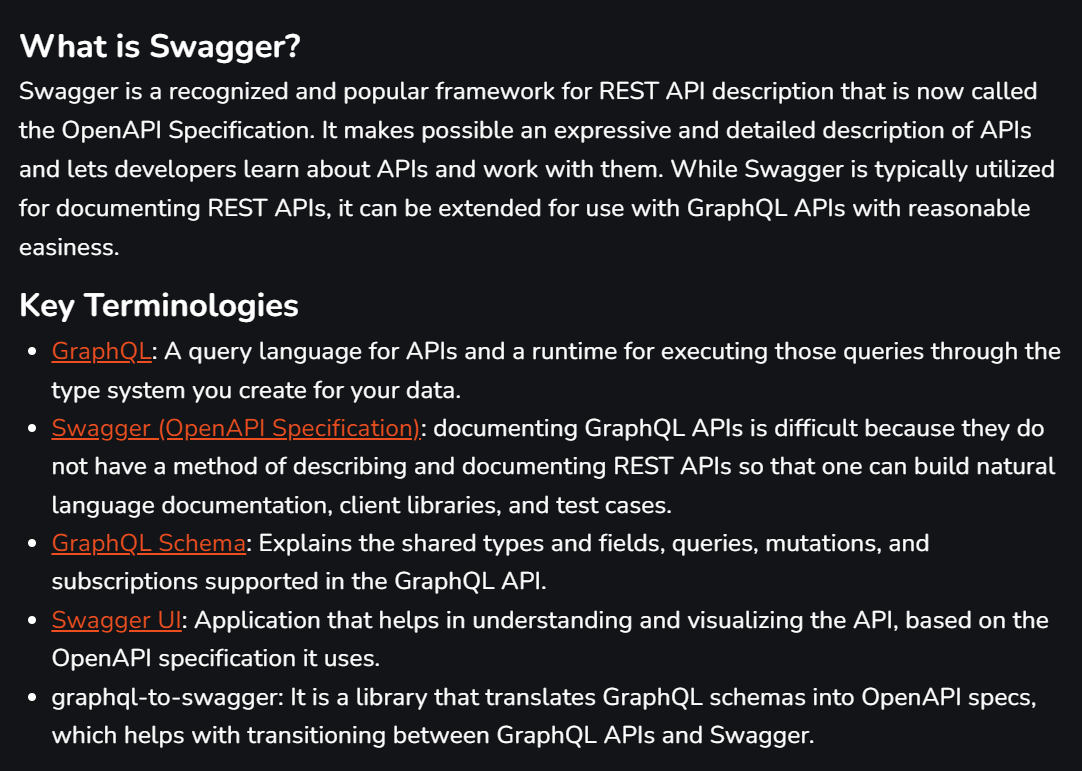 What is Swagger?
Swagger is a recognized and popular framework for REST API description that is now called
the OpenAPI Specification. It makes possible an expressive and detailed description of APIs
and lets developers learn about APIs and work with them. While Swagger is typically utilized
for documenting REST APIs, it can be extended for use with GraphQL APIs with reasonable
easiness.
Key Terminologies
• GraphQL: A query language for APIs and a runtime for executing those queries through the
type system you create for your data.
• Swagger (OpenAPI Specification): documenting GraphQL APIs is difficult because they do
not have a method of describing and documenting REST APIs so that one can build natural
language documentation, client libraries, and test cases.
• GraphQL Schema: Explains the shared types and fields, queries, mutations, and
subscriptions supported in the GraphQL API.
• Swagger UI: Application that helps in understanding and visualizing the API, based on the
OpenAPI specification it uses.
• graphql-to-swagger: It is a library that translates GraphQL schemas into OpenAPI specs,
which helps with transitioning between GraphQL APIs and Swagger.